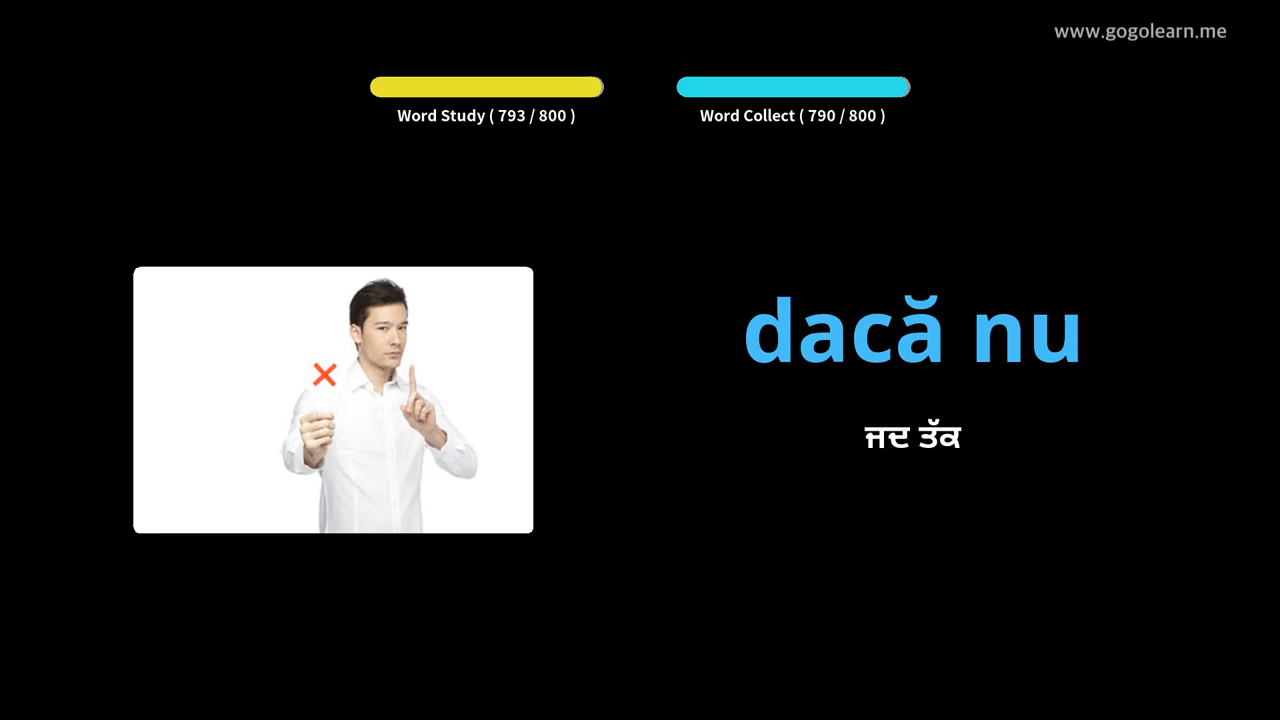 www.gogolearn.me
Word Study ( 793 / 800 )
Word Collect ( 790 / 800 )
dacă nu
ਜਦ ਤੱਕ